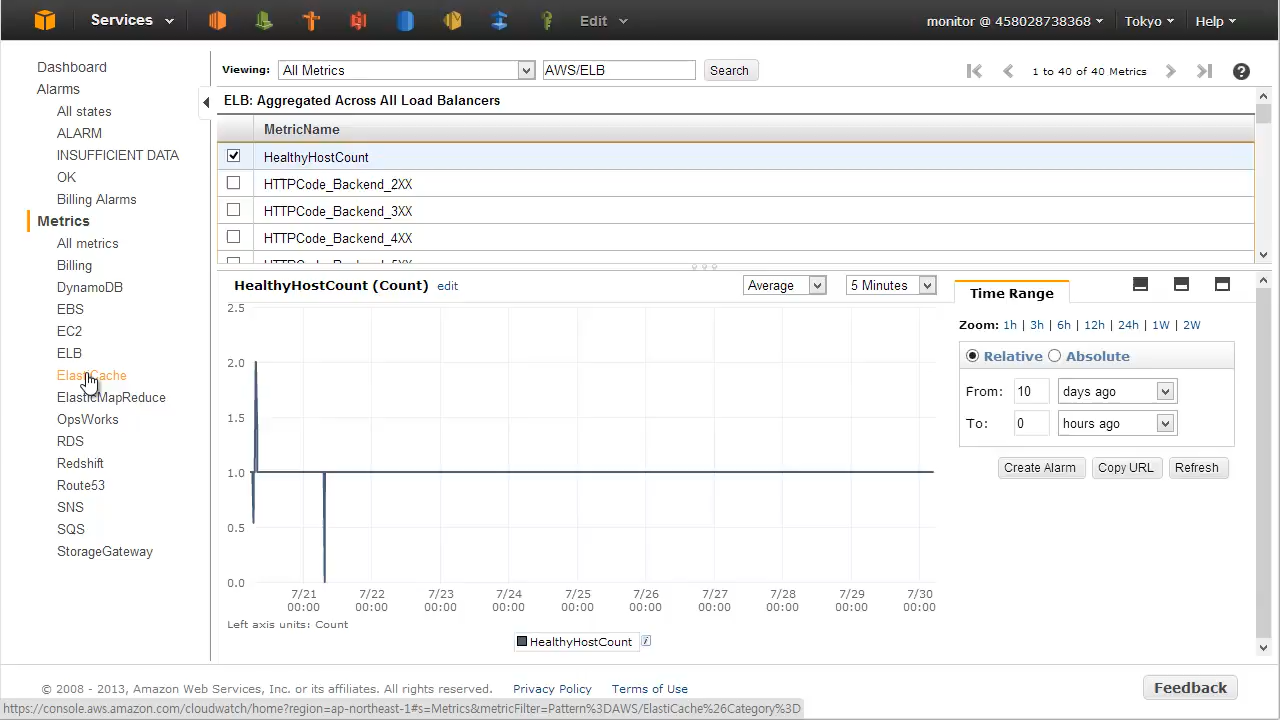 Services Edit monitor @ 458028738368 Tokyo Help
Dashboard
Alarms
All states
ALARM
INSUFFICIENT DATA
OK
Billing Alarms
Metrics
All metrics
Billing
DynamoDB
EBS
EC2
ELB
ElastiCache
ElasticMapReduce
OpsWorks
RDS
Redshift
Route53
SNS
SQS
StorageGateway
Viewing: All Metrics AWS/ELB Search 1 to 40 of 40 Metrics ?
ELB: Aggregated Across All Load Balancers
MetricName
HealthyHostCount
HTTPCode_Backend_2XX
HTTPCode_Backend_3XX
HTTPCode_Backend_4XX
HTTPCode_Backend_5XX
HealthyHostCount (Count) edit Average 5 Minutes
2.5
2.0
1.5
1.0
0.5
0.0
7/21 7/22 7/23 7/24 7/25 7/26 7/27 7/28 7/29 7/30
00:00 00:00 00:00 00:00 00:00 00:00 00:00 00:00 00:00 00:00
Left axis units: Count
HealthyHostCount
Time Range
Zoom: 1h | 3h | 6h | 12h | 24h | 1W | 2W
Relative Absolute
From: 10 days ago
To: 0 hours ago
Create Alarm Copy URL Refresh
© 2008 - 2013, Amazon Web Services, Inc. or its affiliates. All rights reserved. Privacy Policy Terms of Use Feedback
https://console.aws.amazon.com/cloudwatch/home?region=ap-northeast-1#s=Metrics&metricFilter=Pattern%3DAWS/ElastiCache%26Category%3D